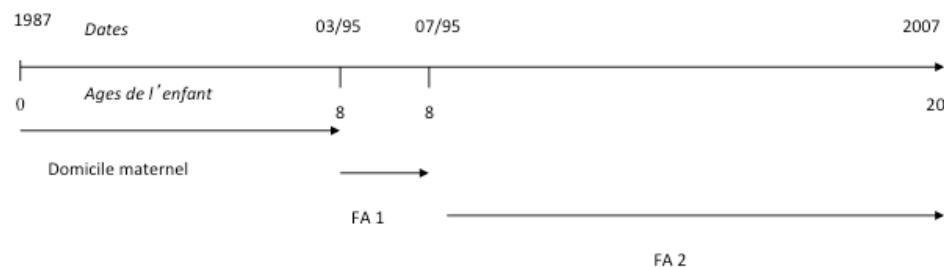 1987 Dates 03/95 07/95 2007
Ages de l'enfant
0 8 8 20
Domicile maternel
FA 1
FA 2